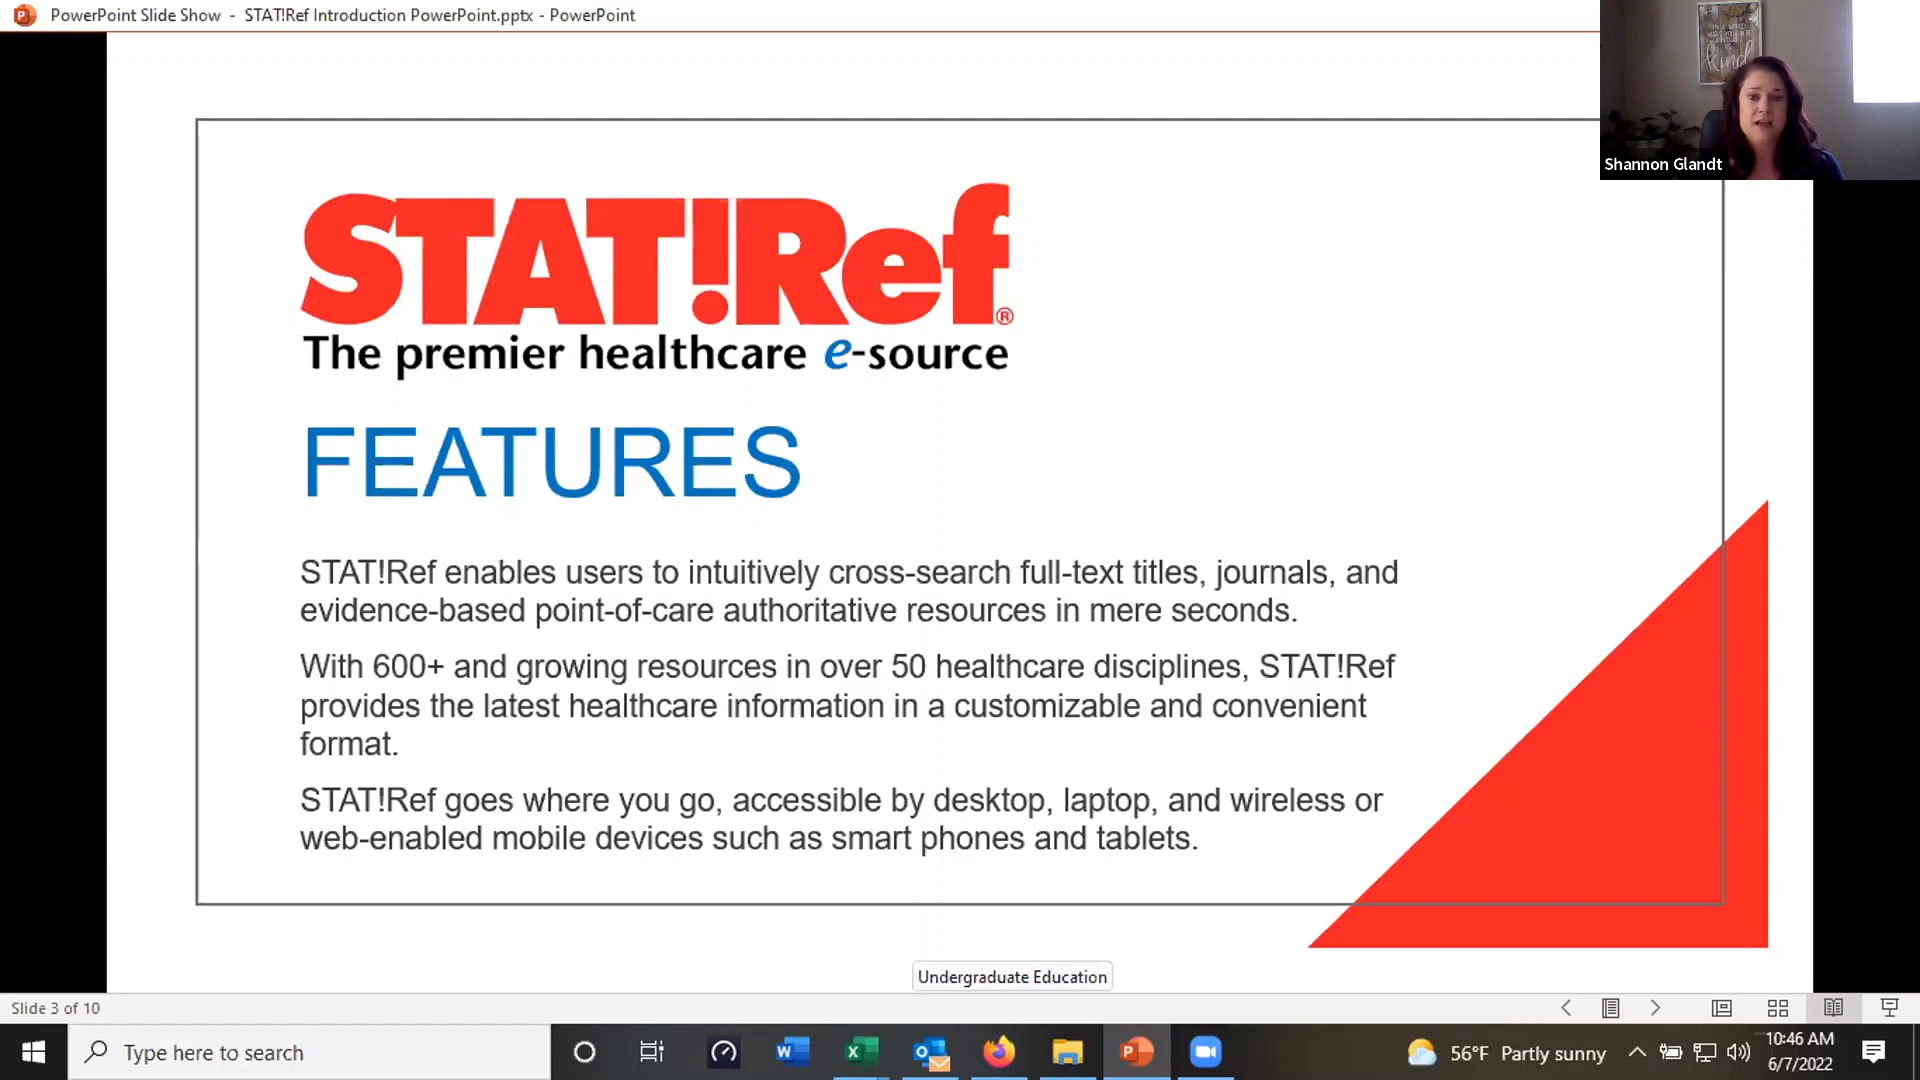 PowerPoint Slide Show - STAT!Ref Introduction PowerPoint.pptx - PowerPoint
kind
Shannon Glandt
STAT!Ref®
The premier healthcare e-source
FEATURES
STAT!Ref enables users to intuitively cross-search full-text titles, journals, and
evidence-based point-of-care authoritative resources in mere seconds.
With 600+ and growing resources in over 50 healthcare disciplines, STAT!Ref
provides the latest healthcare information in a customizable and convenient
format.
STAT!Ref goes where you go, accessible by desktop, laptop, and wireless or
web-enabled mobile devices such as smart phones and tablets.
Undergraduate Education
Slide 3 of 10
Type here to search
56°F Partly sunny
10:46 AM
6/7/2022